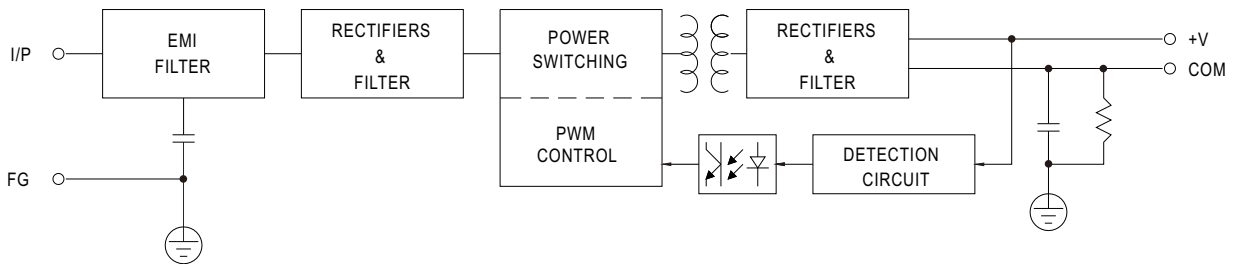 I/P
EMI
FILTER
RECTIFIERS
&
FILTER
POWER
SWITCHING
PWM
CONTROL
RECTIFIERS
&
FILTER
+V
COM
DETECTION
CIRCUIT
FG